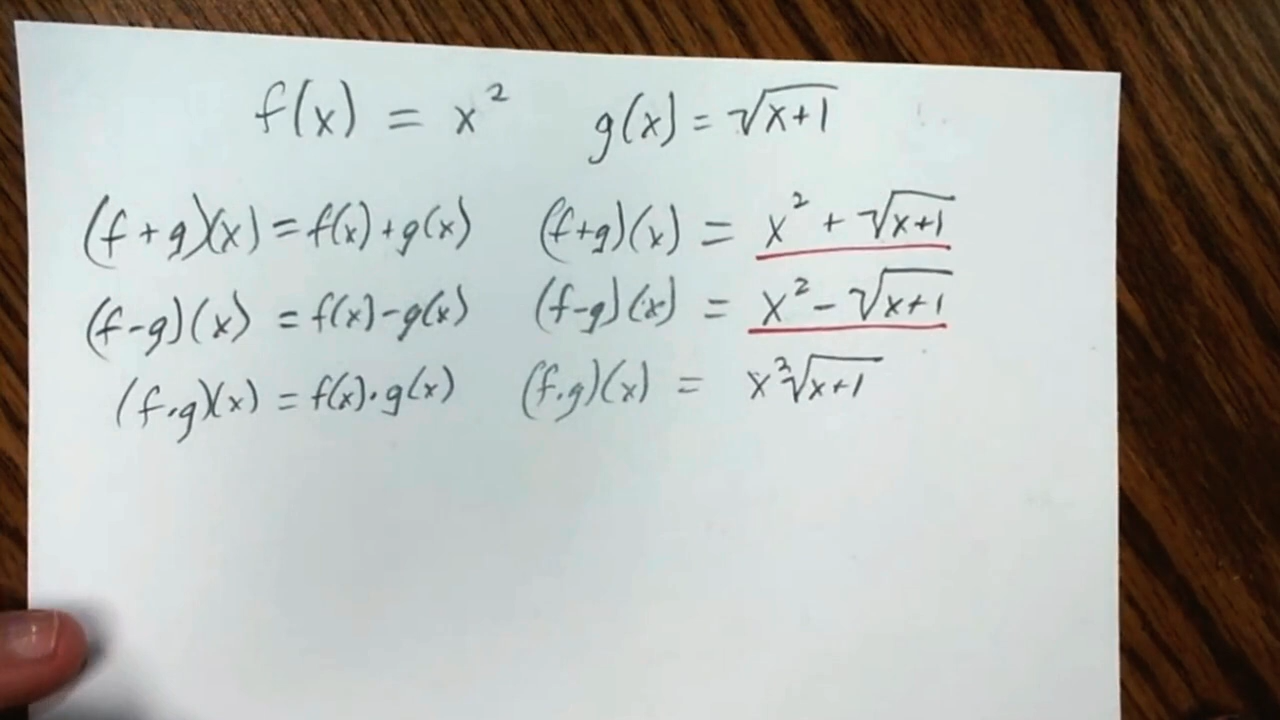 f(x) = x² g(x) = √(x+1)
(f+g)(x) = f(x)+g(x) (f+g)(x) = x² + √(x+1)
(f-g)(x) = f(x)-g(x) (f-g)(x) = x² - √(x+1)
(f·g)(x) = f(x)·g(x) (f·g)(x) = x²√(x+1)